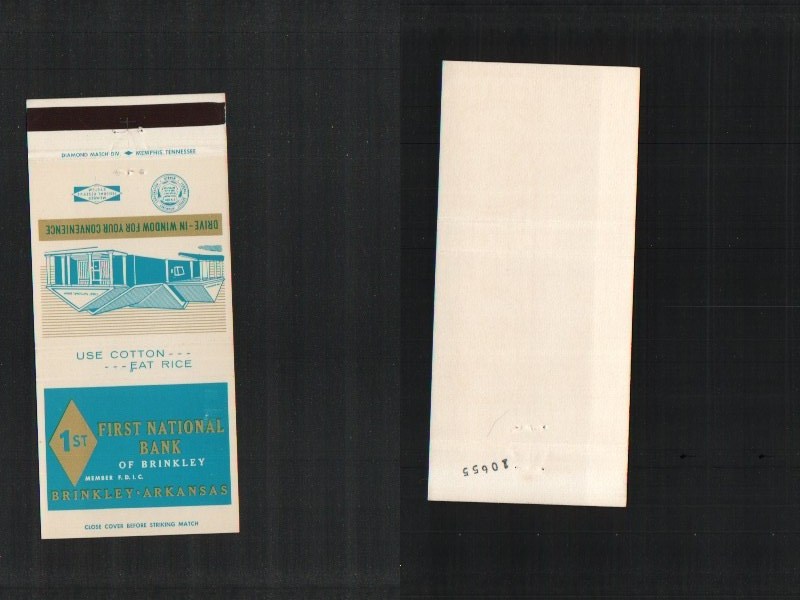 DIAMOND MATCH DIV. MEMPHIS, TENNESSEE
DRIVE-IN WINDOW FOR YOUR CONVENIENCE
USE COTTON ---
--- EAT RICE
1ST
FIRST NATIONAL
BANK
OF BRINKLEY
MEMBER F.D.I.C.
BRINKLEY·ARKANSAS
CLOSE COVER BEFORE STRIKING MATCH
10655